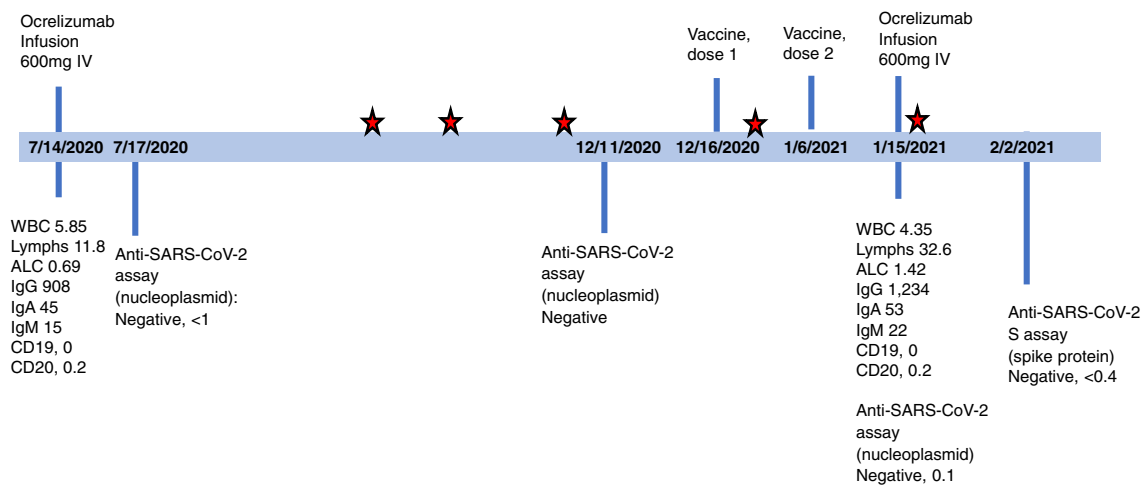 Ocrelizumab
Infusion
600mg IV
Vaccine,
dose 1
Vaccine,
dose 2
Ocrelizumab
Infusion
600mg IV
7/14/2020
7/17/2020
12/11/2020
12/16/2020
1/6/2021
1/15/2021
2/2/2021
WBC 5.85
Lymphs 11.8
ALC 0.69
IgG 908
IgA 45
IgM 15
CD19, 0
CD20, 0.2
Anti-SARS-CoV-2
assay
(nucleoplasmid):
Negative, <1
Anti-SARS-CoV-2
assay
(nucleoplasmid)
Negative
WBC 4.35
Lymphs 32.6
ALC 1.42
IgG 1,234
IgA 53
IgM 22
CD19, 0
CD20, 0.2
Anti-SARS-CoV-2
assay
(nucleoplasmid)
Negative, 0.1
Anti-SARS-CoV-2
S assay
(spike protein)
Negative, <0.4